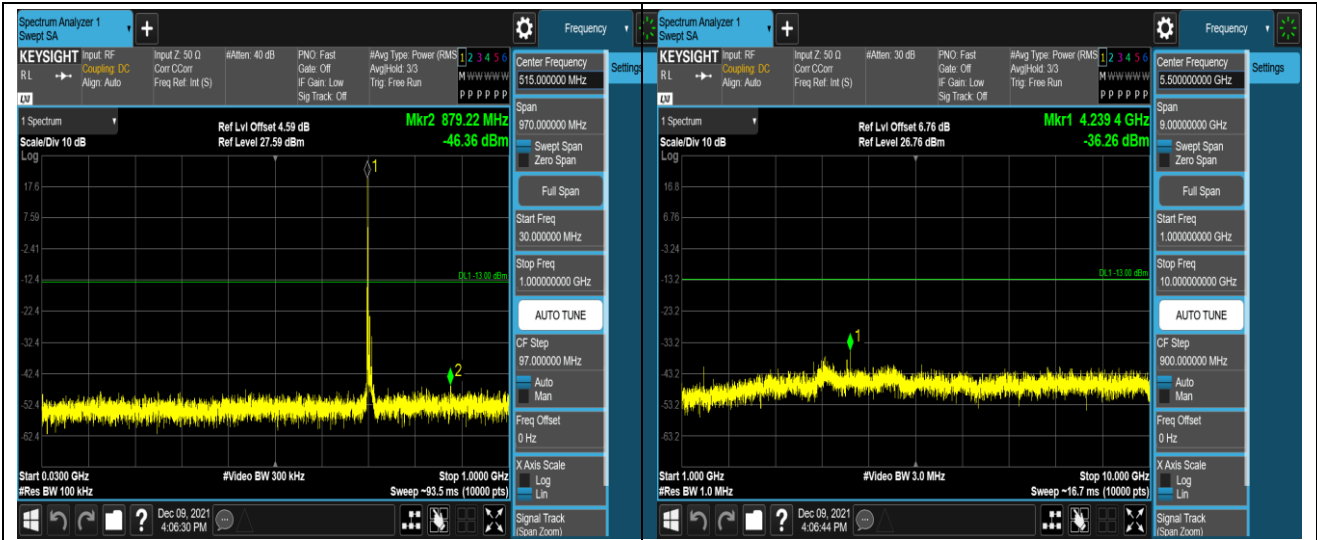 Spectrum Analyzer 1
Swept SA
+
Frequency
KEYSIGHT
RL
LXI
Input: RF
Coupling: DC
Align: Auto
Input Z: 50 Ω
Corr CCorr
Freq Ref: Int (S)
#Atten: 40 dB
PNO: Fast
Gate: Off
IF Gain: Low
Sig Track: Off
#Avg Type: Power (RMS
Avg|Hold: 3/3
Trig: Free Run
1 2 3 4 5 6
M W W W W W
P P P P P P
1 Spectrum
Scale/Div 10 dB
Ref Lvl Offset 4.59 dB
Ref Level 27.59 dBm
Mkr2 879.22 MHz
-46.36 dBm
Log
17.6
7.59
-2.41
-12.4
-22.4
-32.4
-42.4
-52.4
-62.4
1
DL1 -13.00 dBm
2
Start 0.0300 GHz
#Res BW 100 kHz
#Video BW 300 kHz
Stop 1.0000 GHz
Sweep ~93.5 ms (10000 pts)
Center Frequency
515.000000 MHz
Span
970.000000 MHz
Swept Span
Zero Span
Full Span
Start Freq
30.000000 MHz
Stop Freq
1.000000000 GHz
AUTO TUNE
CF Step
97.000000 MHz
Auto
Man
Freq Offset
0 Hz
X Axis Scale
Log
Lin
Signal Track
(Span Zoom)
Settings
?
Dec 09, 2021
4:06:30 PM
Spectrum Analyzer 1
Swept SA
+
Frequency
KEYSIGHT
RL
LXI
Input: RF
Coupling: DC
Align: Auto
Input Z: 50 Ω
Corr CCorr
Freq Ref: Int (S)
#Atten: 30 dB
PNO: Fast
Gate: Off
IF Gain: Low
Sig Track: Off
#Avg Type: Power (RMS
Avg|Hold: 3/3
Trig: Free Run
1 2 3 4 5 6
M W W W W W
P P P P P P
1 Spectrum
Scale/Div 10 dB
Ref Lvl Offset 6.76 dB
Ref Level 26.76 dBm
Mkr1 4.239 4 GHz
-36.26 dBm
Log
16.8
6.76
-3.24
-13.2
-23.2
-33.2
-43.2
-53.2
-63.2
DL1 -13.00 dBm
1
Start 1.000 GHz
#Res BW 1.0 MHz
#Video BW 3.0 MHz
Stop 10.000 GHz
Sweep ~16.7 ms (10000 pts)
Center Frequency
5.500000000 GHz
Span
9.00000000 GHz
Swept Span
Zero Span
Full Span
Start Freq
1.000000000 GHz
Stop Freq
10.000000000 GHz
AUTO TUNE
CF Step
900.000000 MHz
Auto
Man
Freq Offset
0 Hz
X Axis Scale
Log
Lin
Signal Track
(Span Zoom)
Settings
?
Dec 09, 2021
4:06:44 PM